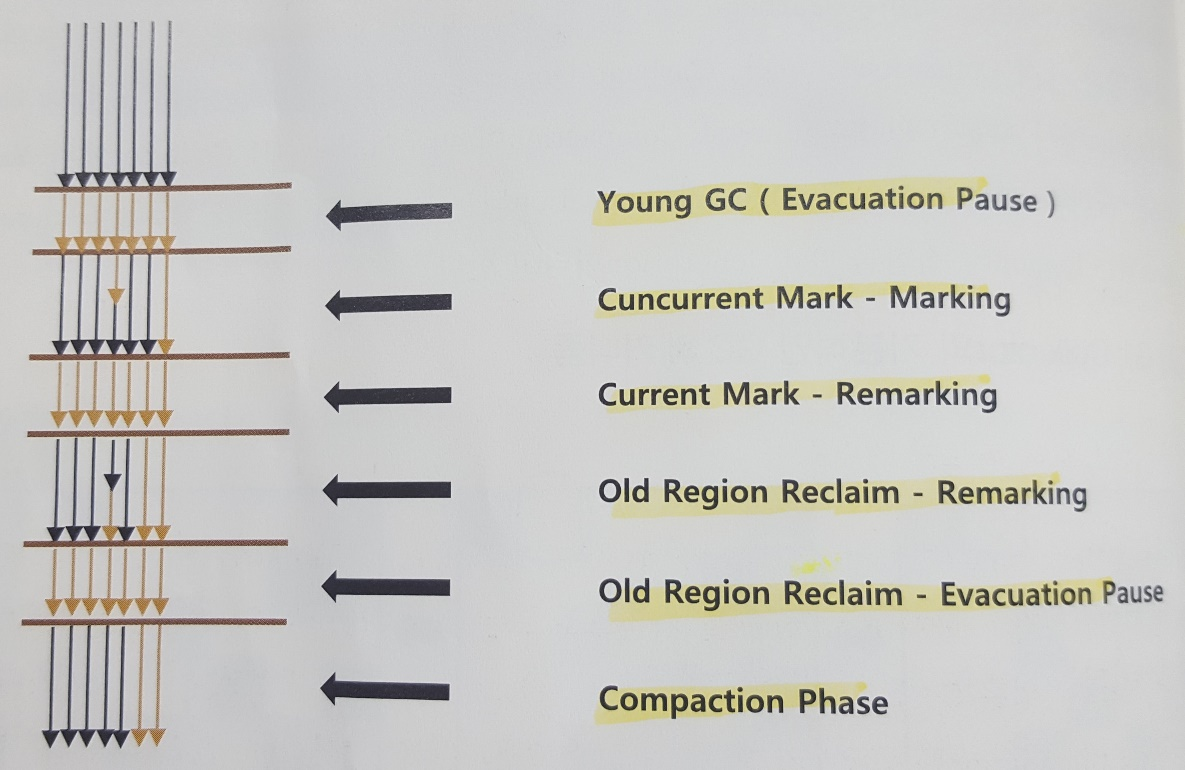 Young GC ( Evacuation Pause )
Cuncurrent Mark - Marking
Current Mark - Remarking
Old Region Reclaim - Remarking
Old Region Reclaim - Evacuation Pause
Compaction Phase